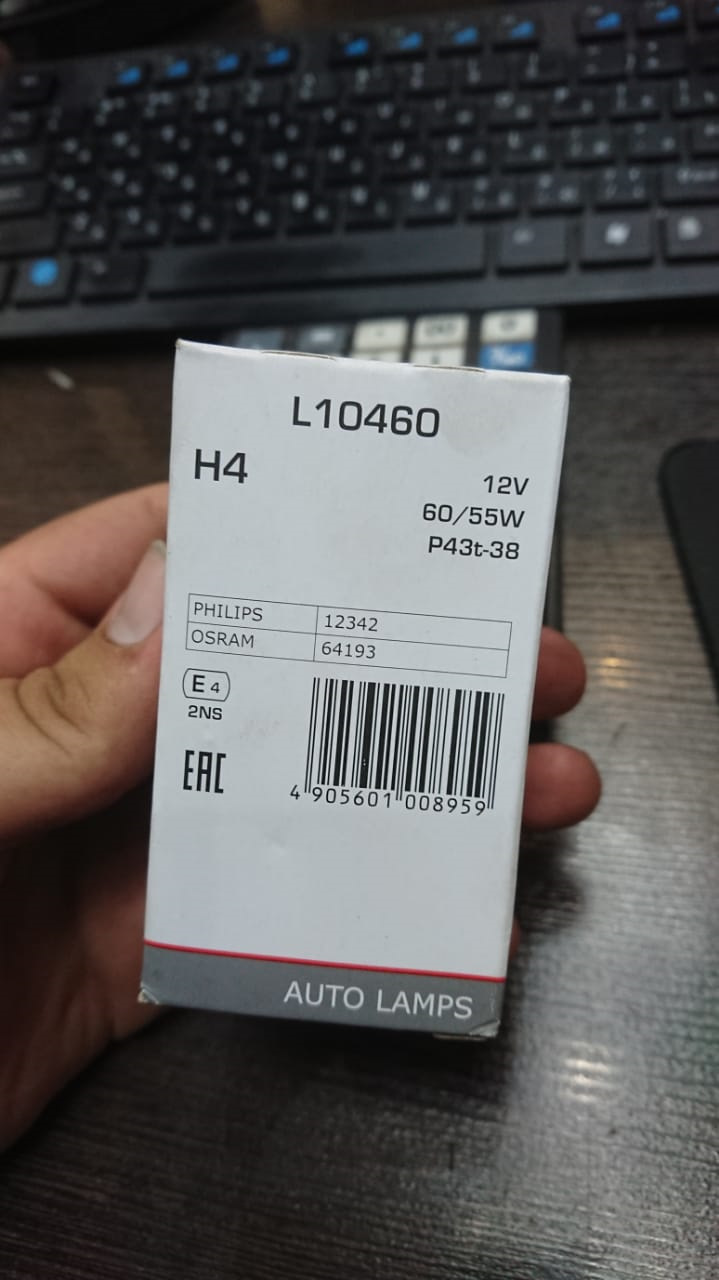 L10460
H4
12V
60/55W
P43t-38
PHILIPS 12342
OSRAM 64193
E4
2NS
EAC
4 905601 008959
AUTO LAMPS